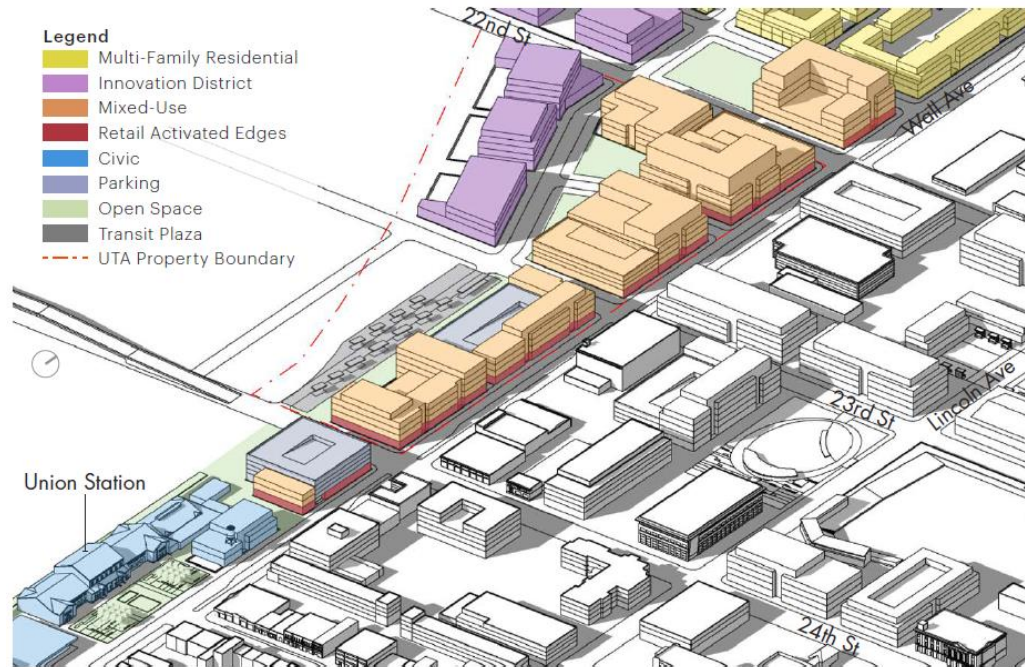 Legend
Multi-Family Residential
Innovation District
Mixed-Use
Retail Activated Edges
Civic
Parking
Open Space
Transit Plaza
UTA Property Boundary
22nd St
Wall Ave
23rd St
Lincoln Ave
Union Station
24th St